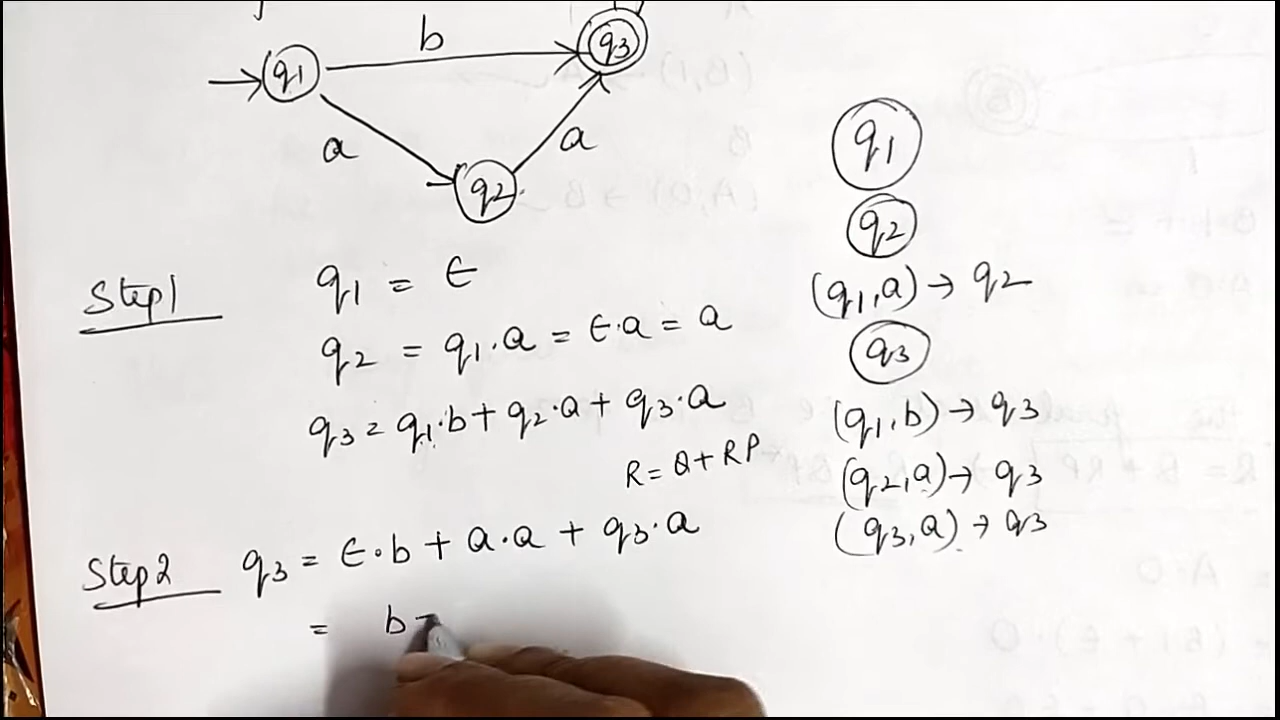 b
q3
q1
a
a
q2
q1
q2
Step1
q1 = ϵ
(q1,a) → q2
q2 = q1·a = ϵ·a = a
q3
q3 = q1·b + q2·a + q3·a
(q1,b) → q3
R = Q + RP
(q2,a) → q3
Step2
q3 = ϵ·b + a·a + q3·a
(q3,a) → q3
= b